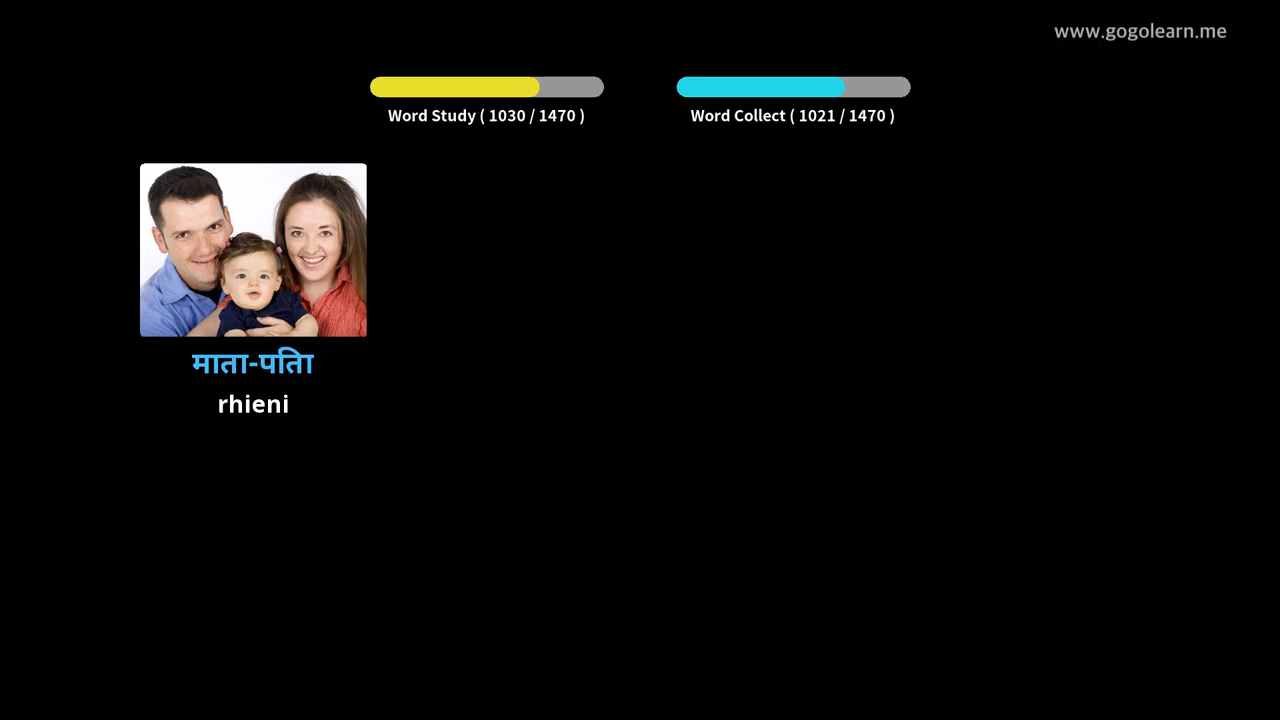 www.gogolearn.me
Word Study ( 1030 / 1470 )
Word Collect ( 1021 / 1470 )
माता-पिता
rhieni